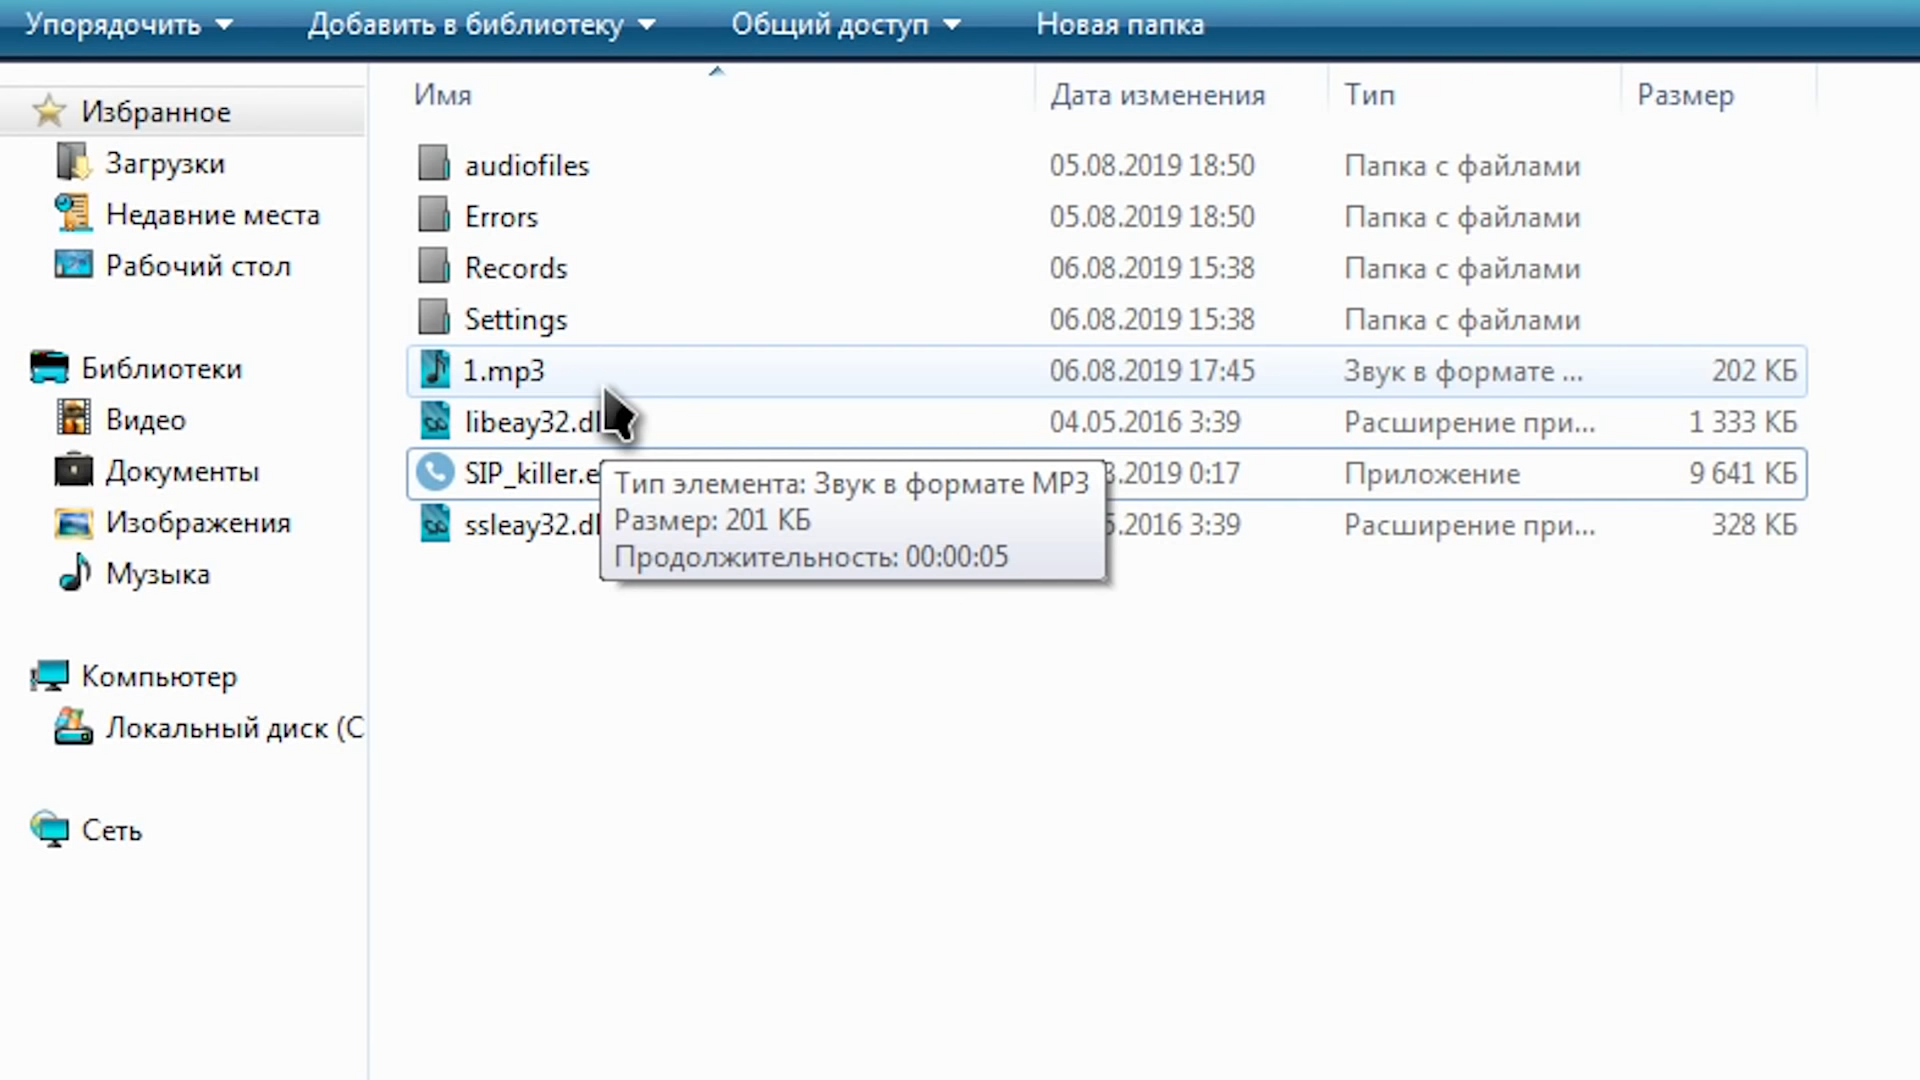 Упорядочить
Добавить в библиотеку
Общий доступ
Новая папка
Имя
Дата изменения
Тип
Размер
Избранное
Загрузки
Недавние места
Рабочий стол
Библиотеки
Видео
Документы
Изображения
Музыка
Компьютер
Локальный диск (C
Сеть
audiofiles 05.08.2019 18:50 Папка с файлами
Errors 05.08.2019 18:50 Папка с файлами
Records 06.08.2019 15:38 Папка с файлами
Settings 06.08.2019 15:38 Папка с файлами
1.mp3 06.08.2019 17:45 Звук в формате ... 202 КБ
libeay32.dl 04.05.2016 3:39 Расширение при... 1 333 КБ
SIP_killer.e 3.2019 0:17 Приложение 9 641 КБ
ssleay32.dl 5.2016 3:39 Расширение при... 328 КБ
Тип элемента: Звук в формате MP3
Размер: 201 КБ
Продолжительность: 00:00:05